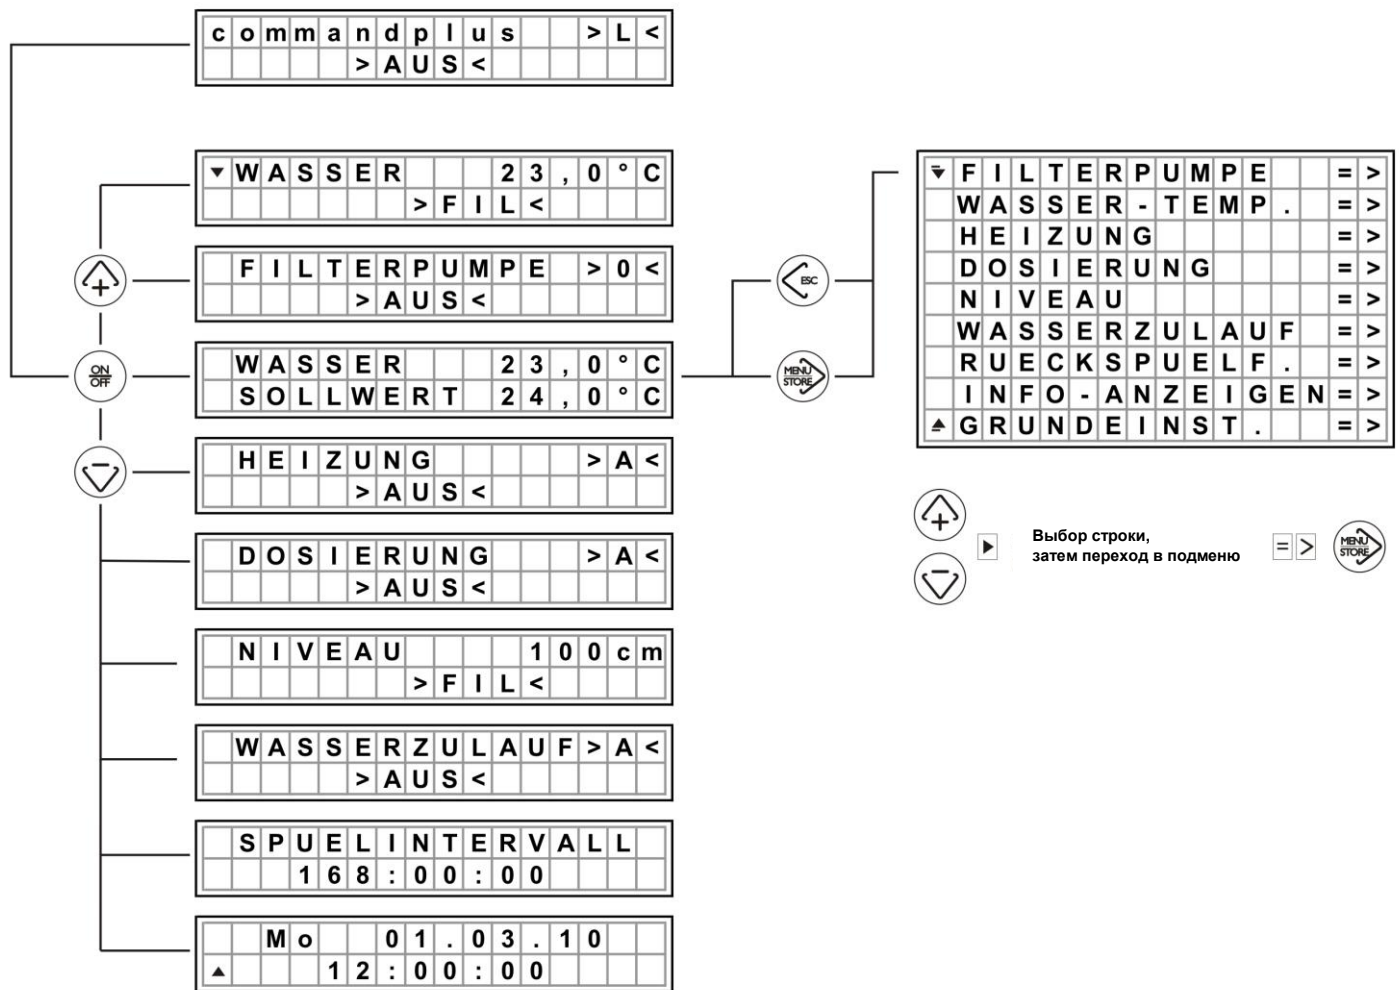 commandplus >L<
>AUS<
▼WASSER 23,0°C
>FIL<
FILTERPUMPE >0<
>AUS<
WASSER 23,0°C
SOLLWERT 24,0°C
HEIZUNG >A<
>AUS<
DOSIERUNG >A<
>AUS<
NIVEAU 100cm
>FIL<
WASSERZULAUF>A<
>AUS<
SPUELINTERVALL
168:00:00
Mo 01.03.10
▲ 12:00:00
+
ON
OFF
−
ESC
MENU
STORE
FILTERPUMPE =>
WASSER-TEMP. =>
HEIZUNG =>
DOSIERUNG =>
NIVEAU =>
WASSERZULAUF =>
RUECKSPUELF. =>
INFO-ANZEIGEN=>
GRUNDEINST. =>
+
−
▶
Выбор строки,
затем переход в подменю
=>
MENU
STORE